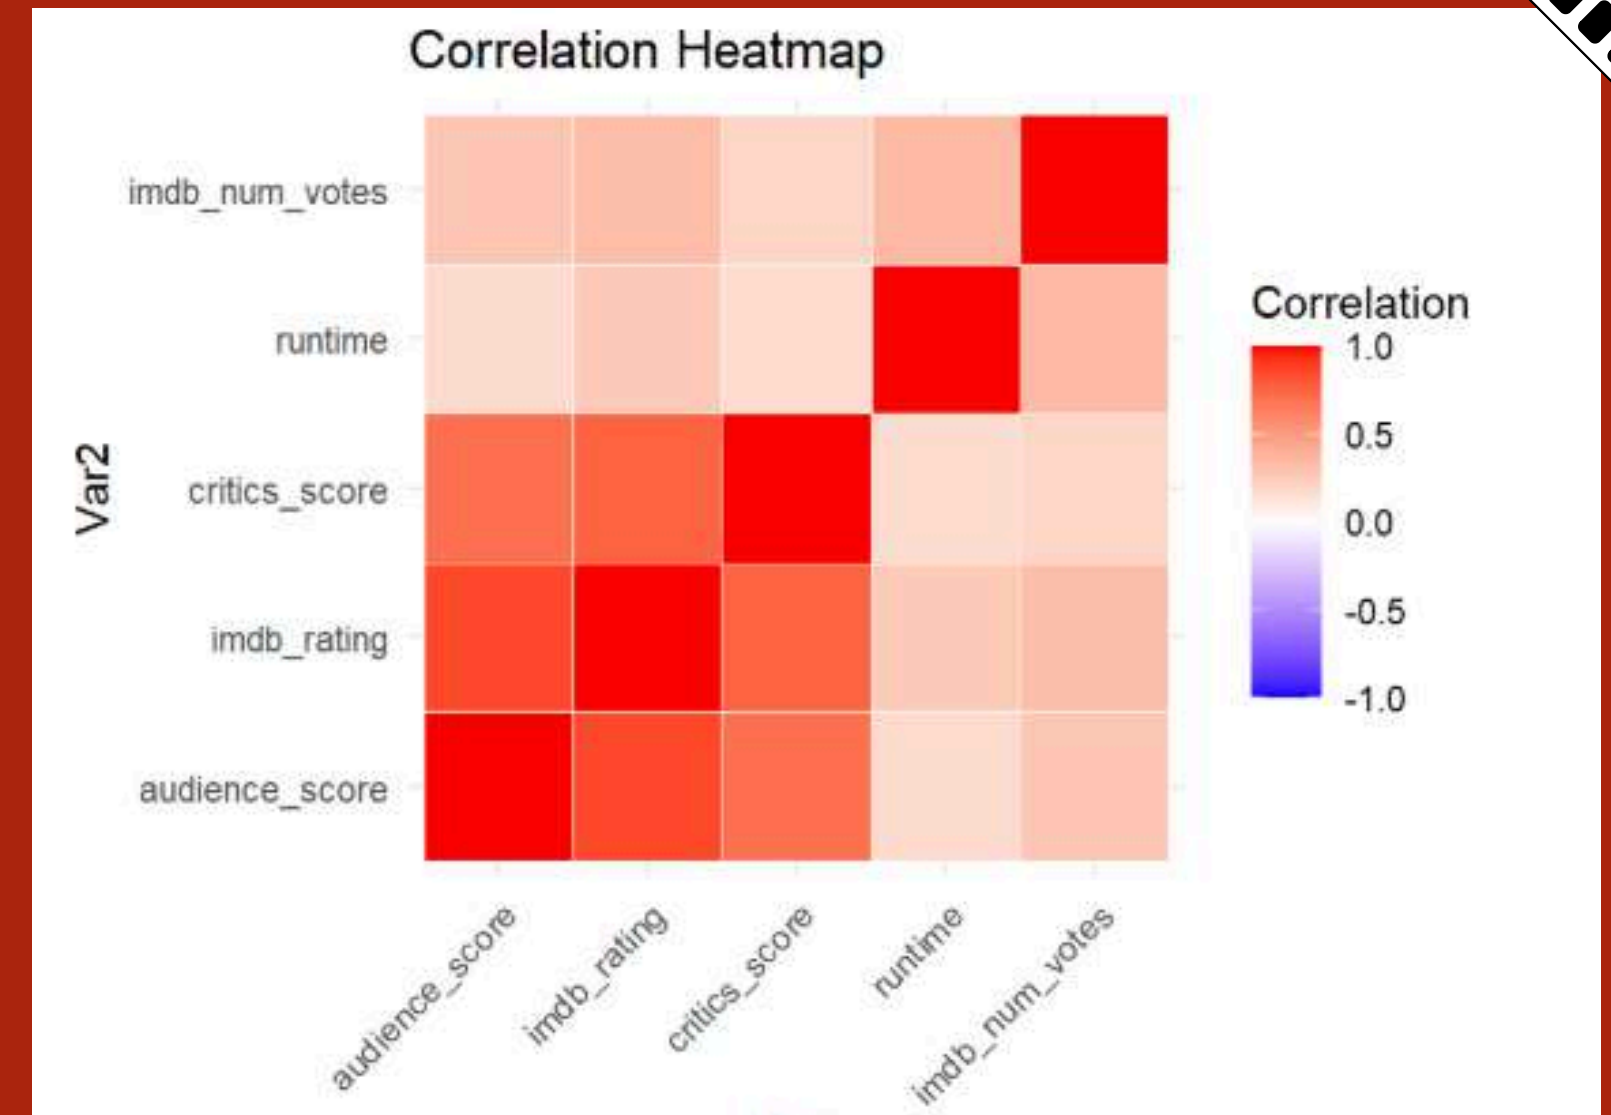 Correlation Heatmap
imdb_num_votes
runtime
critics_score
imdb_rating
audience_score
Var2
audience_score
imdb_rating
critics_score
runtime
imdb_num_votes
Correlation
1.0
0.5
0.0
-0.5
-1.0